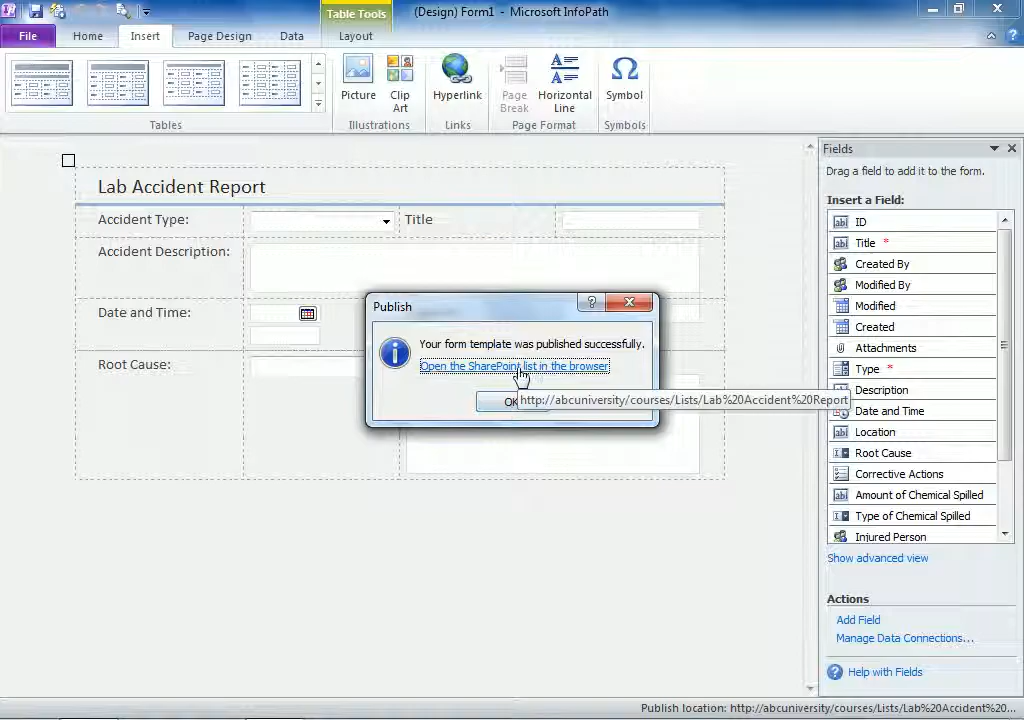 Table Tools
(Design) Form1 - Microsoft InfoPath
File
Home
Insert
Page Design
Data
Layout
Picture
Clip Art
Hyperlink
Page Break
Horizontal Line
Symbol
Tables
Illustrations
Links
Page Format
Symbols
Lab Accident Report
Accident Type:
Title
Accident Description:
Date and Time:
Root Cause:
Publish
Your form template was published successfully.
Open the SharePoint list in the browser
OK
http://abcuniversity/courses/Lists/Lab%20Accident%20Report
Fields
Drag a field to add it to the form.
Insert a Field:
ID
Title *
Created By
Modified By
Modified
Created
Attachments
Type *
Description
Date and Time
Location
Root Cause
Corrective Actions
Amount of Chemical Spilled
Type of Chemical Spilled
Injured Person
Show advanced view
Actions
Add Field
Manage Data Connections...
Help with Fields
Publish location: http://abcuniversity/courses/Lists/Lab%20Accident%20...